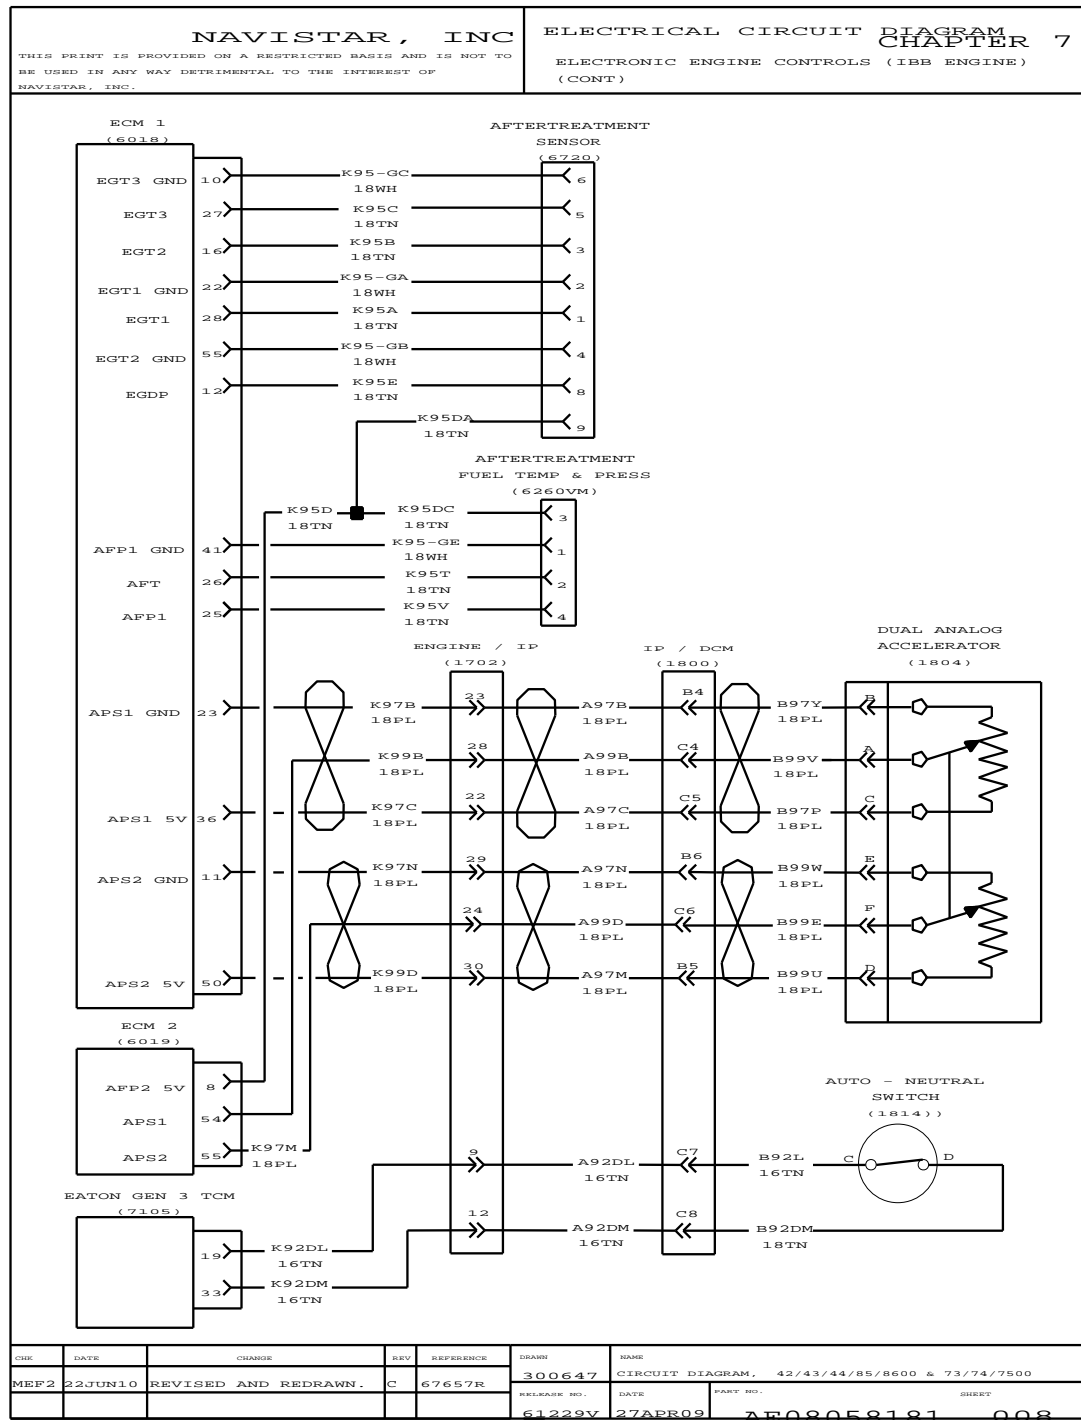 NAVISTAR, INC
THIS PRINT IS PROVIDED ON A RESTRICTED BASIS AND IS NOT TO
BE USED IN ANY WAY DETRIMENTAL TO THE INTEREST OF
NAVISTAR, INC.
ELECTRICAL CIRCUIT DIAGRAM
CHAPTER 7
ELECTRONIC ENGINE CONTROLS (IBB ENGINE)
(CONT)
ECM 1
(6018)
AFTERTREATMENT
SENSOR
(6720)
EGT3 GND 10 K95-GC 6
18WH
EGT3 27 K95C 5
18TN
EGT2 16 K95B 3
18TN
EGT1 GND 22 K95-GA 2
18WH
EGT1 28 K95A 1
18TN
EGT2 GND 55 K95-GB 4
18WH
EGDP 12 K95E 8
18TN
K95DA 9
18TN
AFTERTREATMENT
FUEL TEMP & PRESS
(6260VM)
K95D K95DC 3
18TN 18TN
AFP1 GND 41 K95-GE 1
18WH
AFT 26 K95T 2
18TN
AFP1 25 K95V 4
18TN
ENGINE / IP
(1702)
IP / DCM
(1800)
DUAL ANALOG
ACCELERATOR
(1804)
APS1 GND 23 K97B 23 A97B B4 B97Y B
18PL 18PL 18PL
K99B 28 A99B C4 B99V A
18PL 18PL 18PL
APS1 5V 36 K97C 22 A97C C5 B97P C
18PL 18PL 18PL
APS2 GND 11 K97N 29 A97N B6 B99W E
18PL 18PL 18PL
24 A99D C6 B99E F
18PL 18PL
APS2 5V 50 K99D 30 A97M B5 B99U D
18PL 18PL 18PL
ECM 2
(6019)
AFP2 5V 8
APS1 54
APS2 55 K97M
18PL
AUTO - NEUTRAL
SWITCH
(1814))
9 A92DL C7 B92L C D
16TN 16TN
EATON GEN 3 TCM
(7105)
12 A92DM C8 B92DM
16TN 18TN
19 K92DL
16TN
33 K92DM
16TN
CHK DATE CHANGE REV REFERENCE
MEF2 22JUN10 REVISED AND REDRAWN. C 67657R
DRAWN
300647
NAME
CIRCUIT DIAGRAM, 42/43/44/85/8600 & 73/74/7500
RELEASE NO.
61229V
DATE
27APR09
PART NO.
AF08058181
SHEET
008